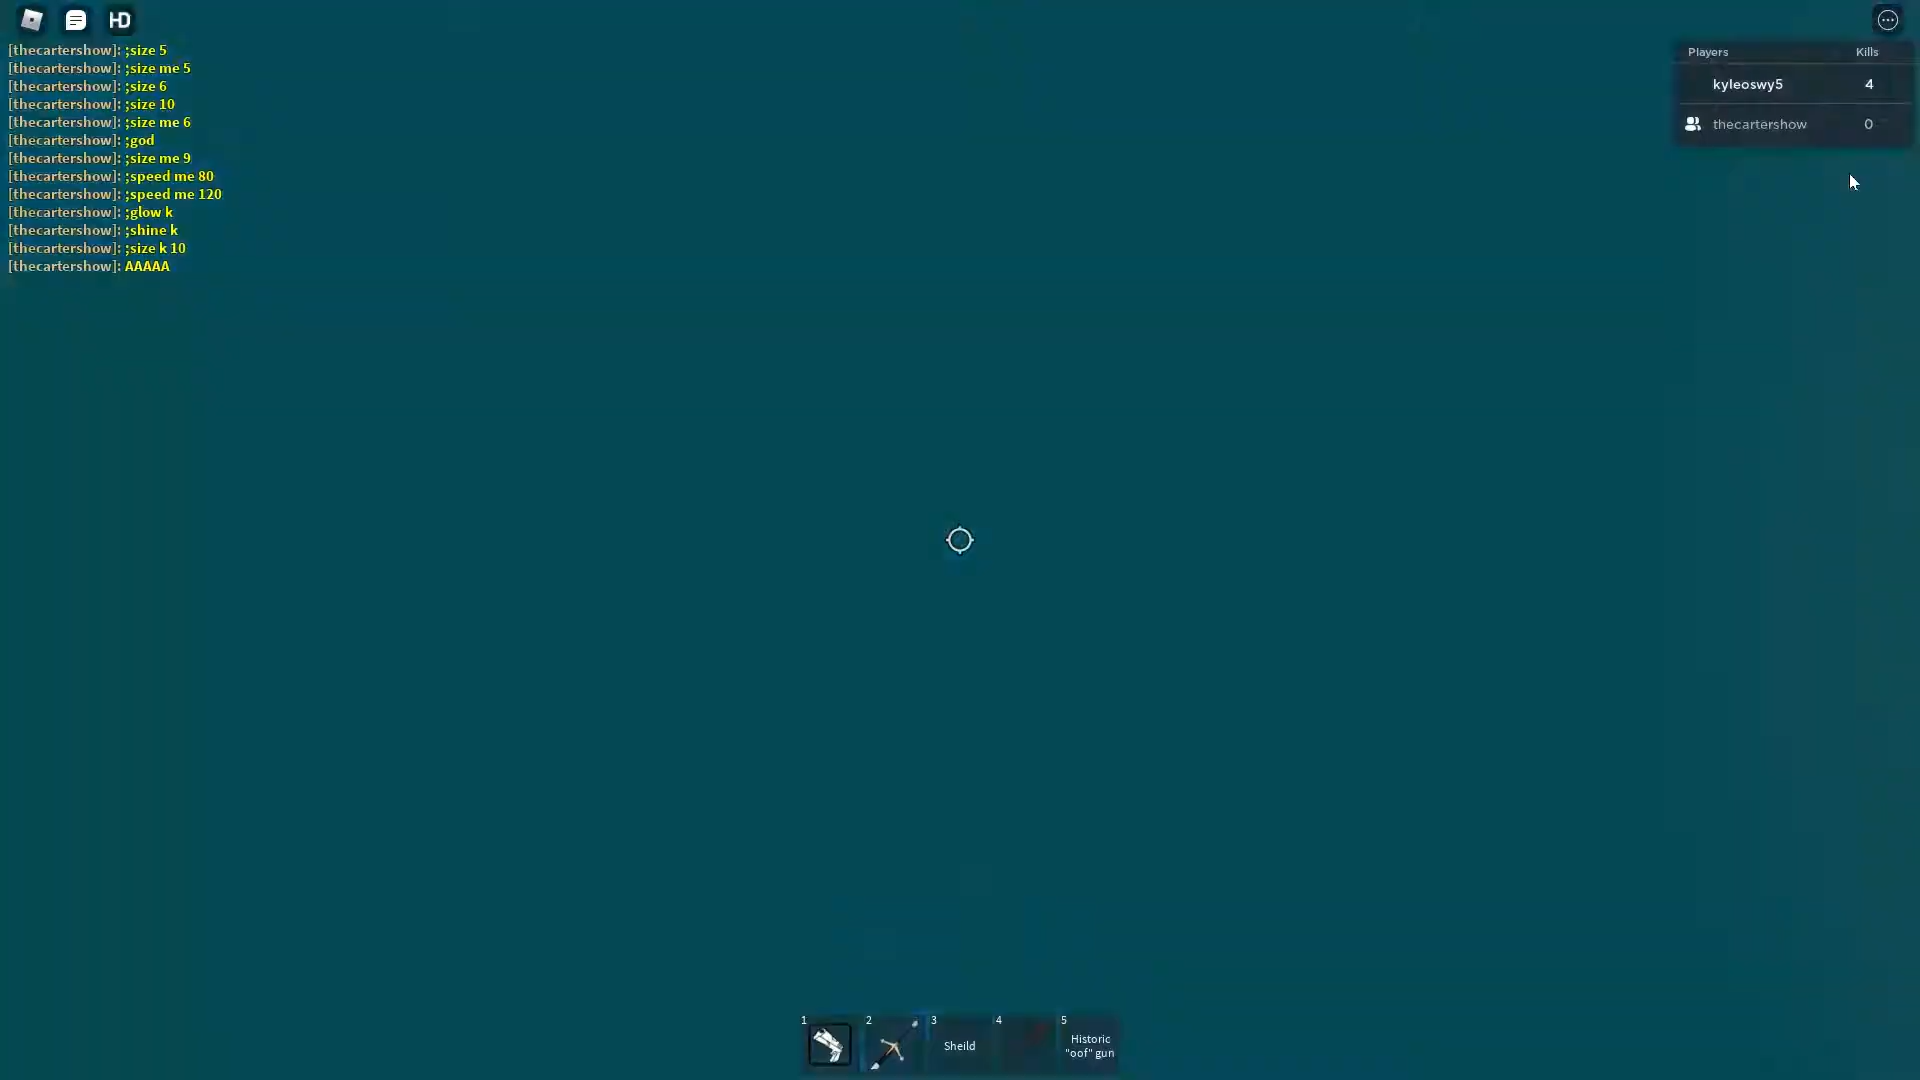 HD
[thecartershow]: ;size 5
[thecartershow]: ;size me 5
[thecartershow]: ;size 6
[thecartershow]: ;size 10
[thecartershow]: ;size me 6
[thecartershow]: ;god
[thecartershow]: ;size me 9
[thecartershow]: ;speed me 80
[thecartershow]: ;speed me 120
[thecartershow]: ;glow k
[thecartershow]: ;shine k
[thecartershow]: ;size k 10
[thecartershow]: AAAAA
Players Kills
kyleoswy5 4
thecartershow 0
1 2 3 4 5
Sheild
Historic
"oof" gun